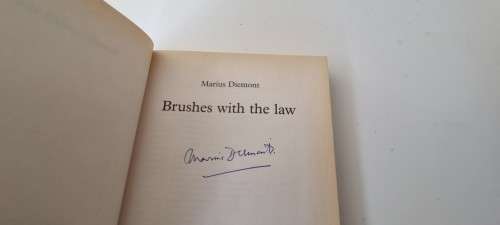 Marius Diemont
Brushes with the law
Marius Diemont.